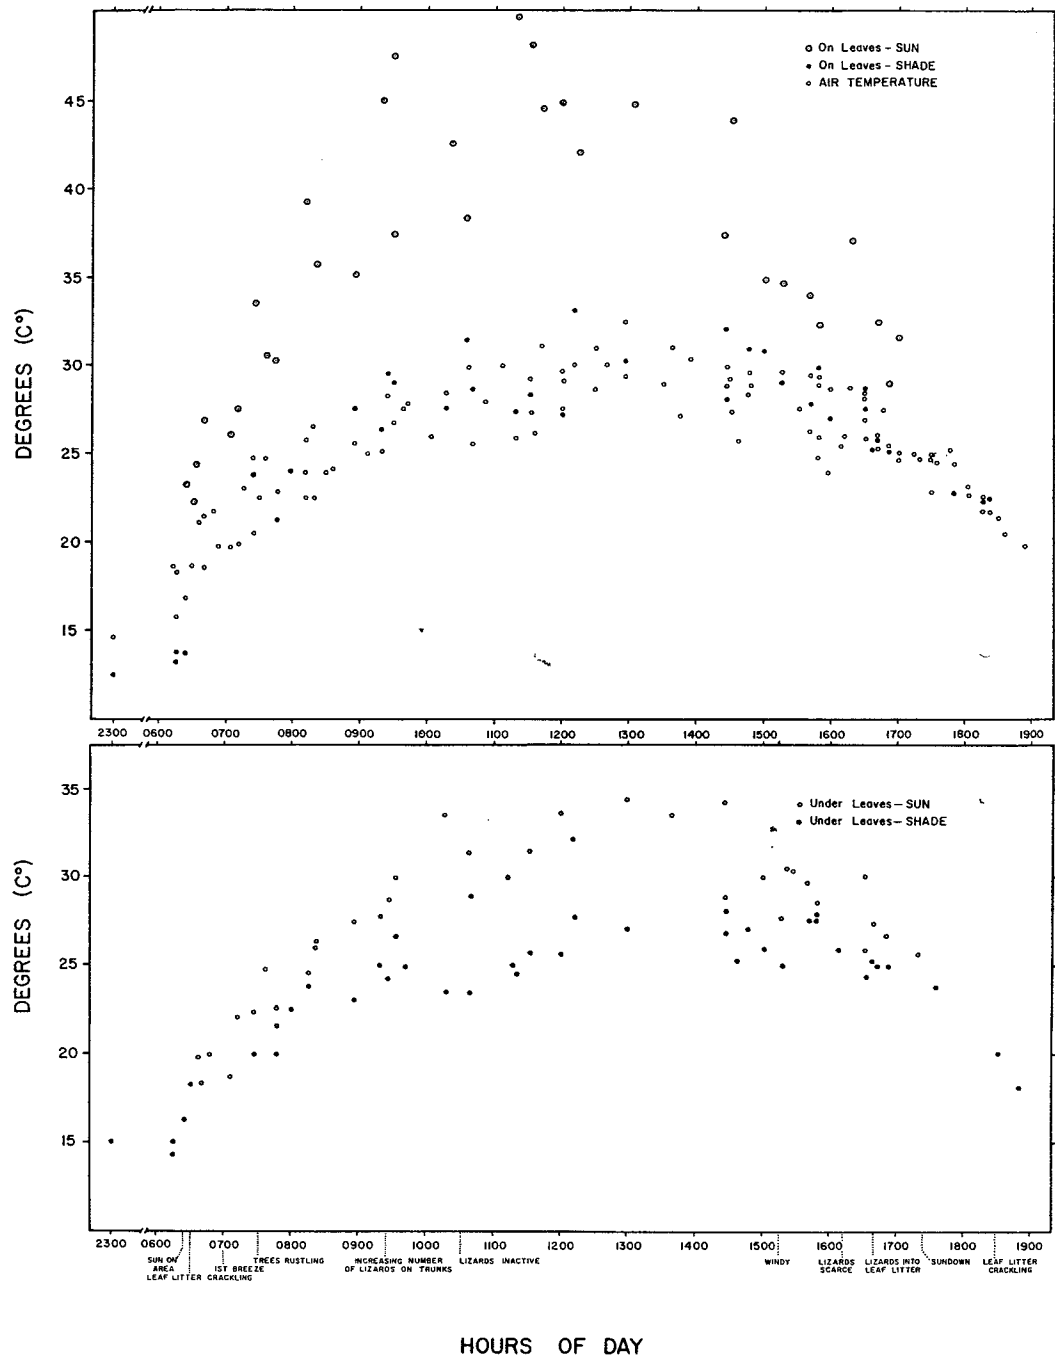 On Leaves – SUN
On Leaves – SHADE
AIR TEMPERATURE
45
40
35
30
25
20
15
DEGREES (C°)
2300 0600 0700 0800 0900 1000 1100 1200 1300 1400 1500 1600 1700 1800 1900
Under Leaves – SUN
Under Leaves – SHADE
35
30
25
20
15
DEGREES (C°)
2300 0600 0700 0800 0900 1000 1100 1200 1300 1400 1500 1600 1700 1800 1900
SUN ON
AREA
LEAF LITTER CRACKLING
1ST BREEZE
TREES RUSTLING
INCREASING NUMBER
OF LIZARDS ON TRUNKS
LIZARDS INACTIVE
WINDY
LIZARDS
SCARCE
LIZARDS INTO
LEAF LITTER
SUNDOWN
LEAF LITTER
CRACKLING
HOURS OF DAY